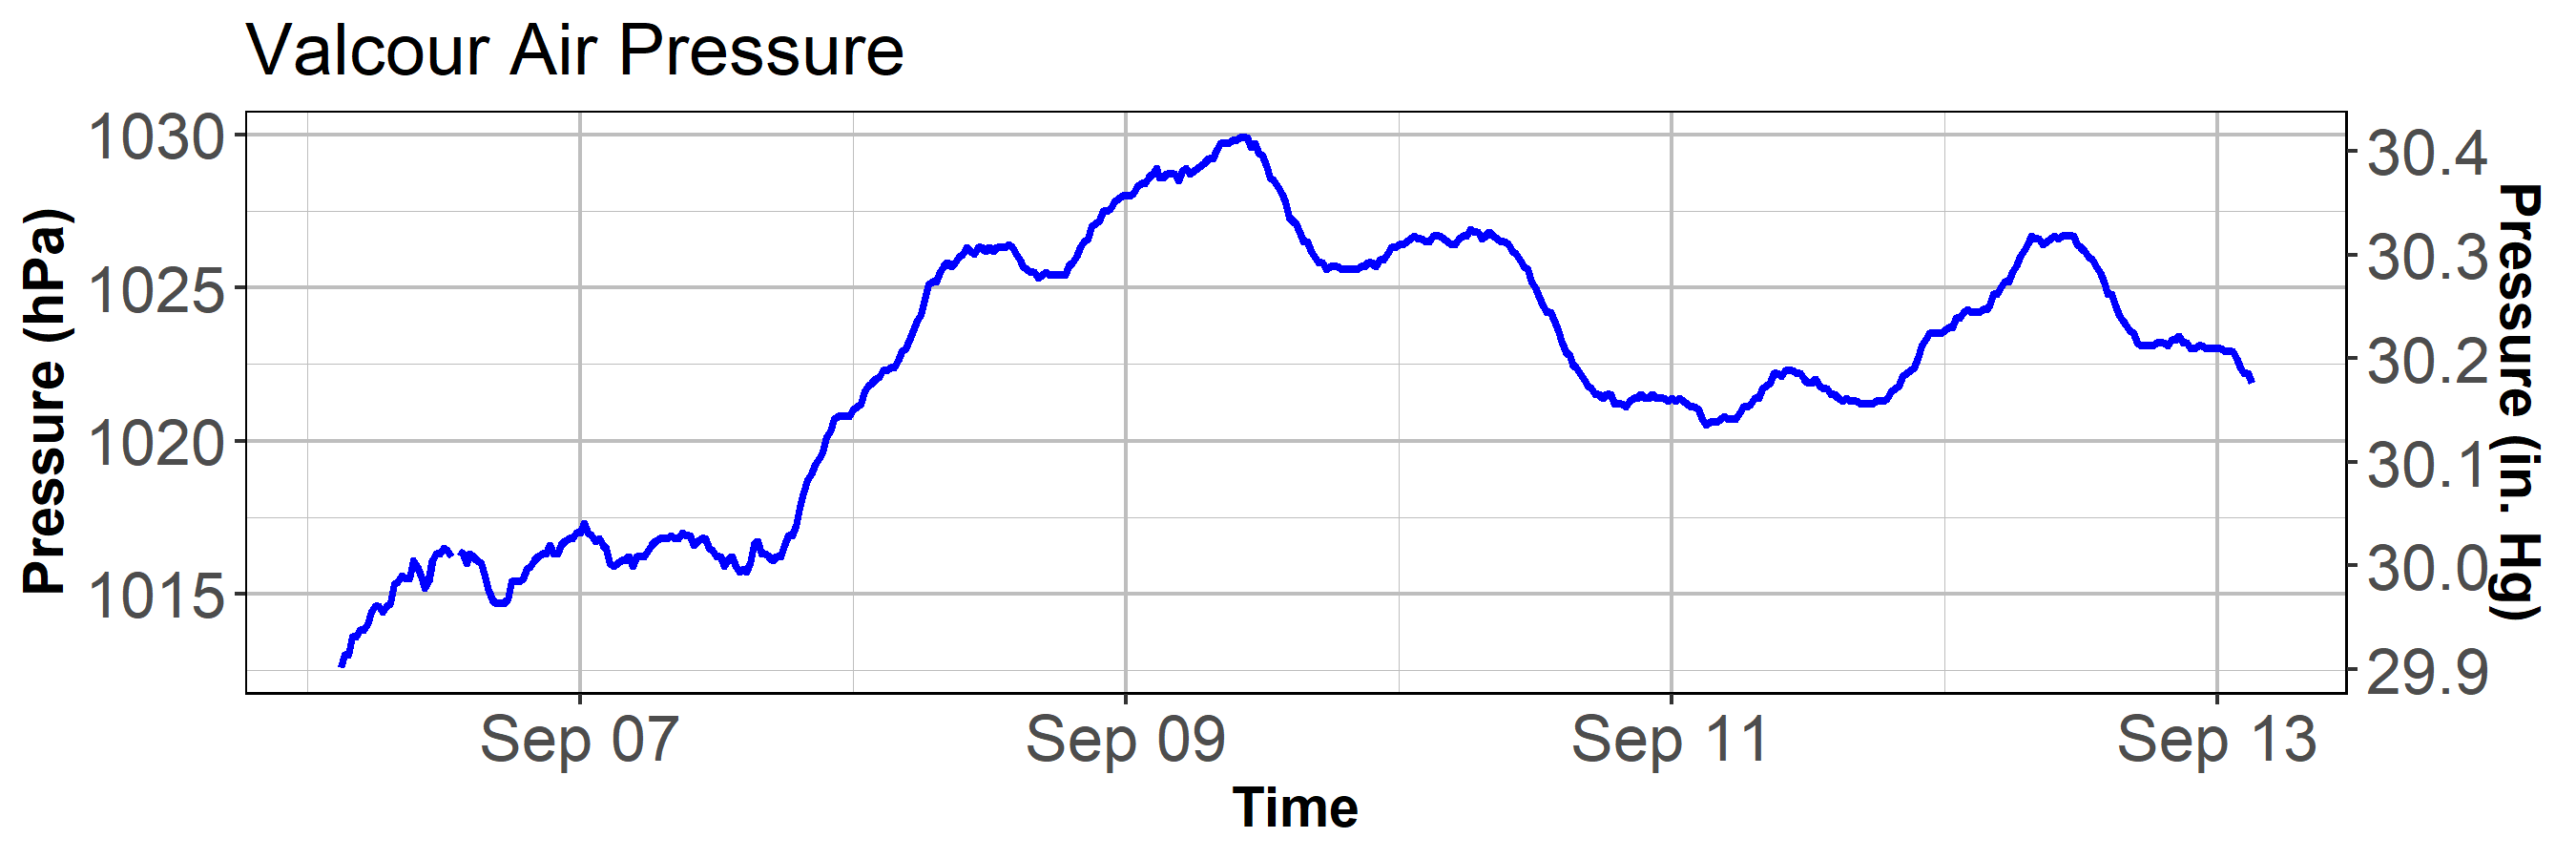 Valcour Air Pressure
Pressure (hPa)
1030
1025
1020
1015
30.4
30.3
30.2
30.1
30.0
29.9
Pressure (in. Hg)
Sep 07
Sep 09
Sep 11
Sep 13
Time